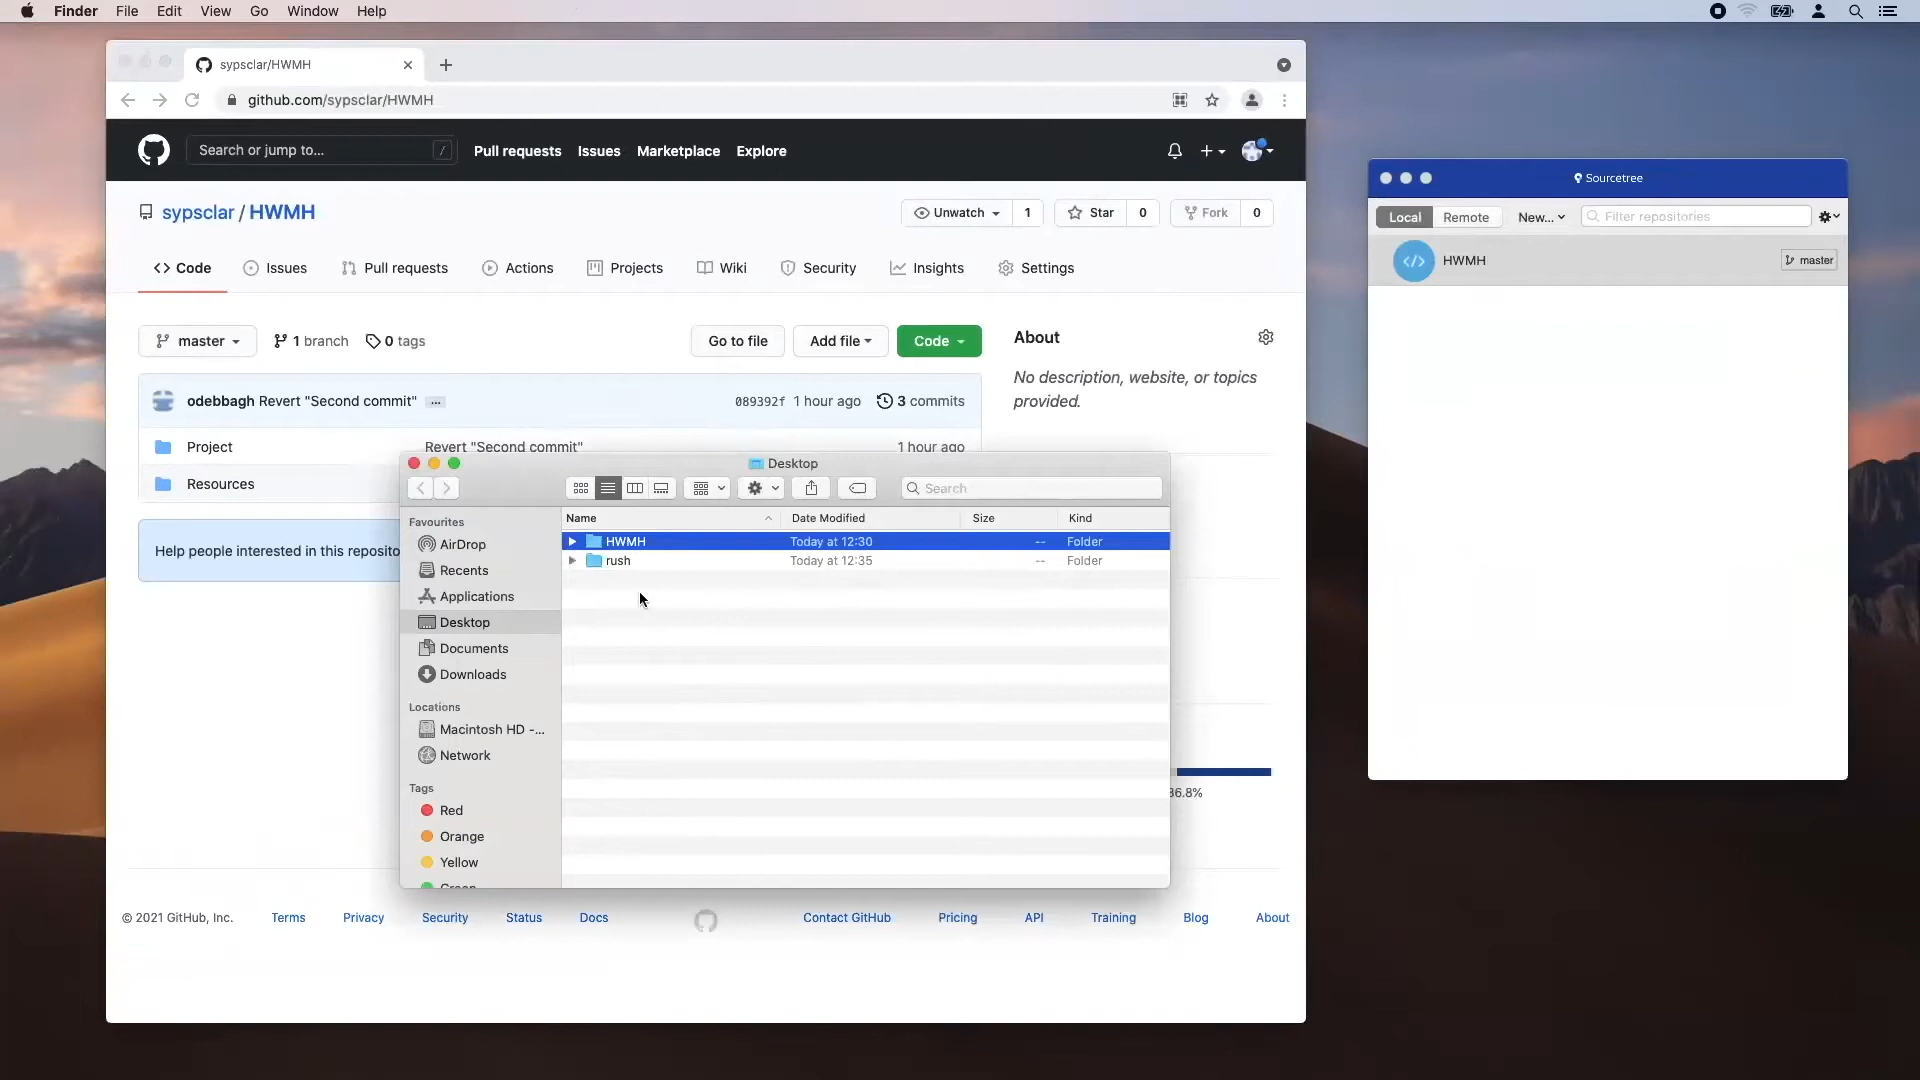 Finder File Edit View Go Window Help
sypsclar/HWMH
github.com/sypsclar/HWMH
Search or jump to... /
Pull requests Issues Marketplace Explore
sypsclar / HWMH
Unwatch 1 Star 0 Fork 0
Code Issues Pull requests Actions Projects Wiki Security Insights Settings
master 1 branch 0 tags
Go to file Add file Code
About
No description, website, or topics
provided.
odebbagh Revert "Second commit" ... 089392f 1 hour ago 3 commits
Project Revert "Second commit" 1 hour ago
Resources
Help people interested in this reposito
36.8%
© 2021 GitHub, Inc. Terms Privacy Security Status Docs Contact GitHub Pricing API Training Blog About
Desktop
Search
Favourites
AirDrop
Recents
Applications
Desktop
Documents
Downloads
Locations
Macintosh HD -...
Network
Tags
Red
Orange
Yellow
Green
Name Date Modified Size Kind
HWMH Today at 12:30 -- Folder
rush Today at 12:35 -- Folder
Sourcetree
Local Remote New... Filter repositories
HWMH master